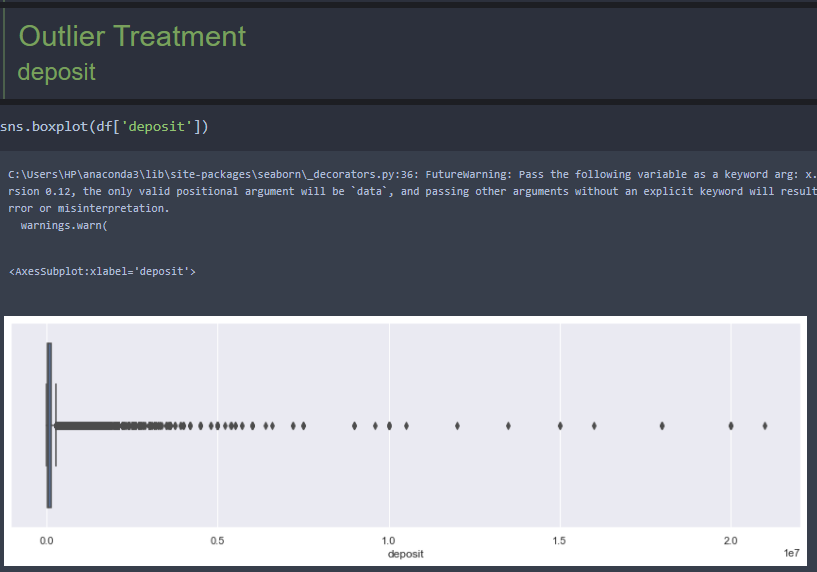 Outlier Treatment
deposit
sns.boxplot(df['deposit'])
C:\Users\HP\anaconda3\lib\site-packages\seaborn\_decorators.py:36: FutureWarning: Pass the following variable as a keyword arg: x.
rsion 0.12, the only valid positional argument will be `data`, and passing other arguments without an explicit keyword will result
rror or misinterpretation.
warnings.warn(
<AxesSubplot:xlabel='deposit'>
0.0 0.5 1.0 1.5 2.0
deposit 1e7